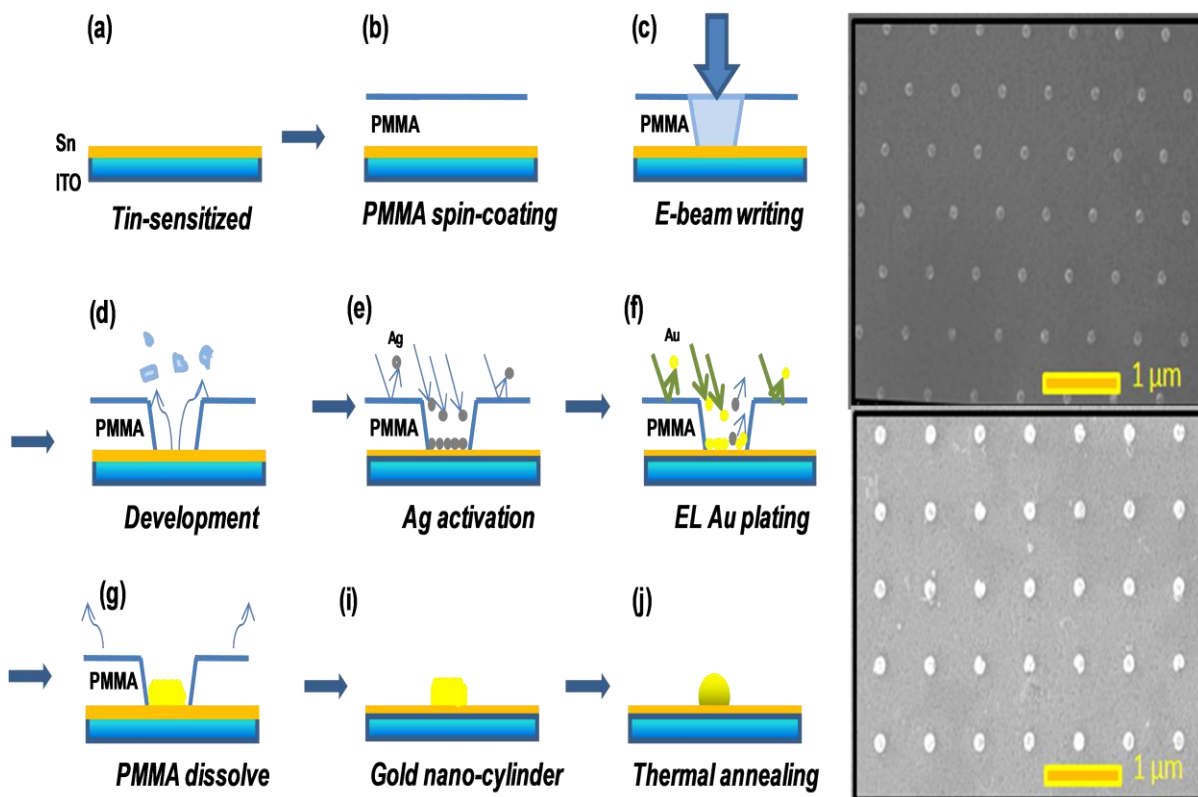 (a)
(b)
(c)
Sn
ITO
Tin-sensitized
PMMA
PMMA spin-coating
PMMA
E-beam writing
(d)
(e)
(f)
PMMA
Development
Ag
PMMA
Ag activation
Au
PMMA
EL Au plating
(g)
(i)
(j)
PMMA
PMMA dissolve
Gold nano-cylinder
Thermal annealing
1 μm
1 μm